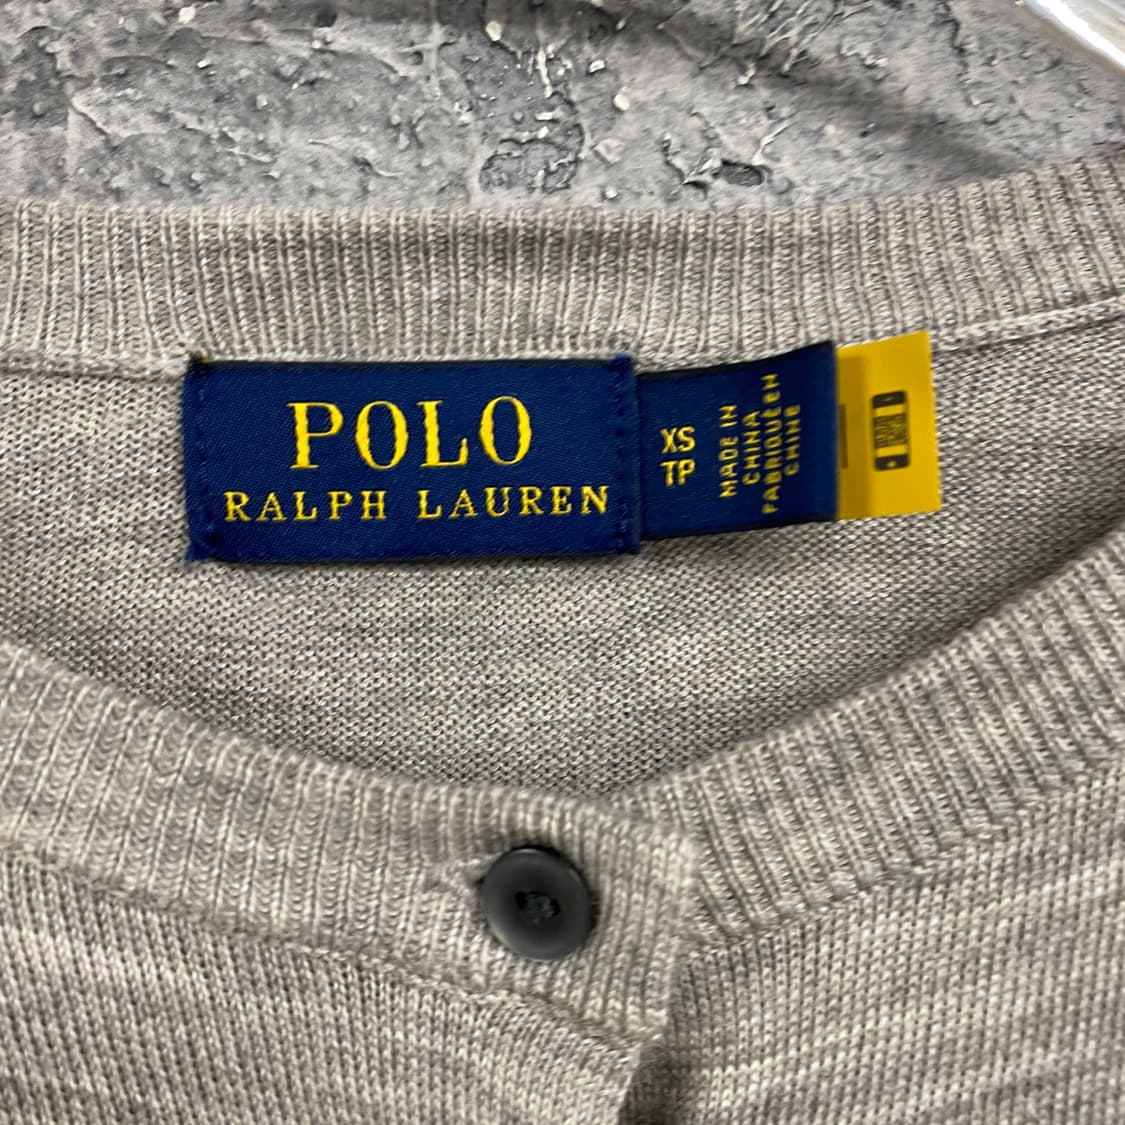 POLO
RALPH LAUREN
XS
TP
MADE IN
CHINA
FABRIQUÉ EN
CHINE